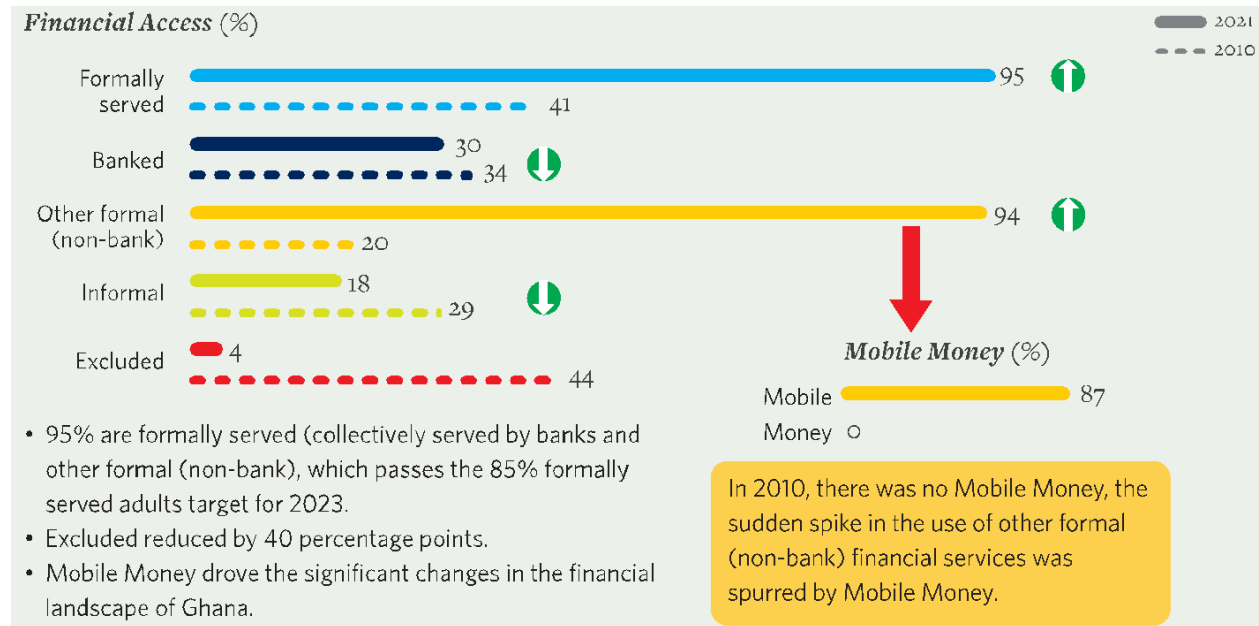 Financial Access (%)
2021
2010
Formally
served
95
41
Banked
30
34
Other formal
(non-bank)
94
20
Informal
18
29
Excluded
4
44
Mobile Money (%)
Mobile
Money
87
0
• 95% are formally served (collectively served by banks and
other formal (non-bank), which passes the 85% formally
served adults target for 2023.
• Excluded reduced by 40 percentage points.
• Mobile Money drove the significant changes in the financial
landscape of Ghana.
In 2010, there was no Mobile Money, the
sudden spike in the use of other formal
(non-bank) financial services was
spurred by Mobile Money.